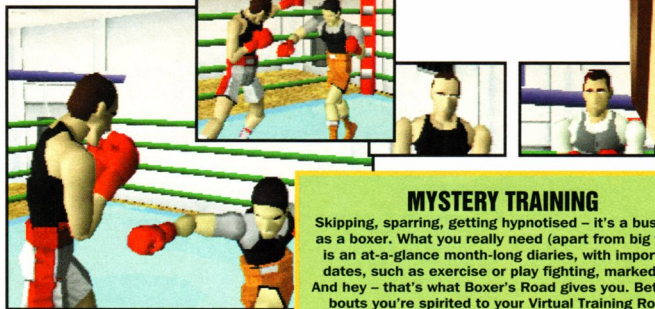 MYSTERY TRAINING
Skipping, sparring, getting hypnotised – it's a bus
as a boxer. What you really need (apart from big
is an at-a-glance month-long diaries, with impor
dates, such as exercise or play fighting, marked
And hey – that's what Boxer's Road gives you. Bet
bouts you're spirited to your Virtual Training Ro